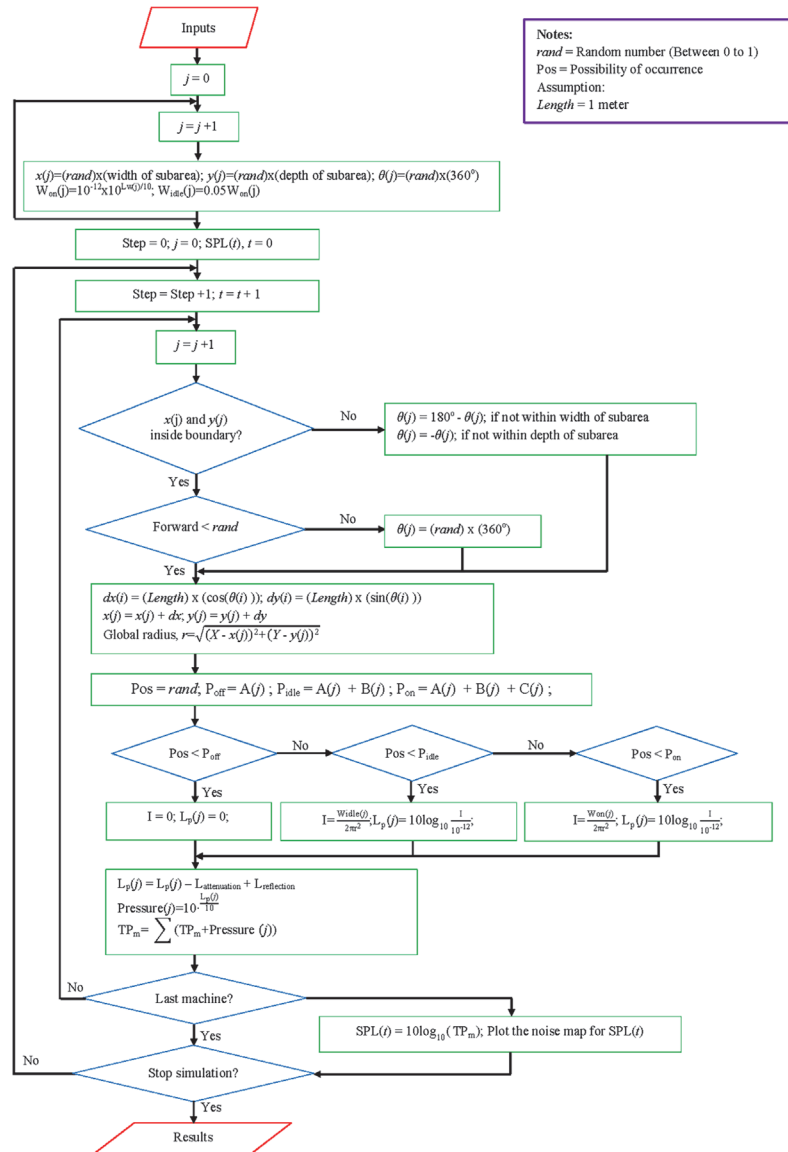 Inputs
Notes:
rand = Random number (Between 0 to 1)
Pos = Possibility of occurrence
Assumption:
Length = 1 meter
j = 0
j = j +1
x(j)=(rand)x(width of subarea); y(j)=(rand)x(depth of subarea); θ(j)=(rand)x(360°)
Won(j)=10-12x10Lw(j)/10; Widle(j)=0.05Won(j)
Step = 0; j = 0; SPL(t), t = 0
Step = Step +1; t = t + 1
j = j +1
x(j) and y(j)
inside boundary?
No
θ(j) = 180° - θ(j); if not within width of subarea
θ(j) = -θ(j); if not within depth of subarea
Yes
Forward < rand
No
θ(j) = (rand) x (360°)
Yes
dx(i) = (Length) x (cos(θ(i) )); dy(i) = (Length) x (sin(θ(i) ))
x(j) = x(j) + dx; y(j) = y(j) + dy
Global radius, r=√(X - x(j))2+(Y - y(j))2
Pos = rand; Poff = A(j) ; Pidle = A(j) + B(j) ; Pon = A(j) + B(j) + C(j) ;
Pos < Poff
No
Pos < Pidle
No
Pos < Pon
Yes
Yes
Yes
I = 0; Lp(j) = 0;
I=Widle(j)/2πr2;Lp(j)=10log10 I/10-12;
I=Won(j)/2πr2; Lp(j)=10log10 I/10-12;
Lp(j) = Lp(j) – Lattenuation + Lreflection
Pressure(j)=10·Lp(j)/10
TPm= ∑ (TPm+Pressure (j))
No
Last machine?
Yes
SPL(t) = 10log10(TPm); Plot the noise map for SPL(t)
No
Stop simulation?
Yes
Results